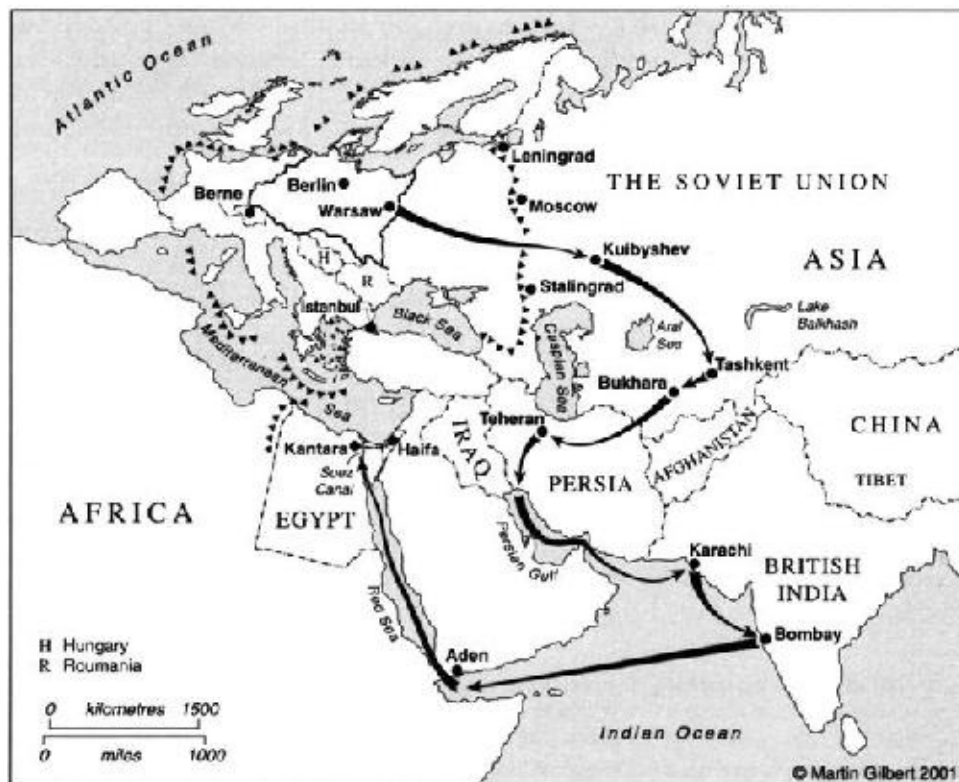 Atlantic Ocean
Leningrad
THE SOVIET UNION
Berlin
Berne
Warsaw
Moscow
Kuibyshev
ASIA
H
R
Stalingrad
Istanbul
Black Sea
Caspian Sea
Aral
Sea
Lake
Balkhash
Tashkent
Mediterranean
Sea
Bukhara
Teheran
CHINA
AFGHANISTAN
Kantara
Haifa
IRAQ
Suez
Canal
PERSIA
TIBET
AFRICA
EGYPT
Persian Gulf
Karachi
BRITISH
INDIA
Red Sea
H Hungary
R Roumania
Aden
Bombay
0 kilometres 1500
0 miles 1000
Indian Ocean
© Martin Gilbert 2001